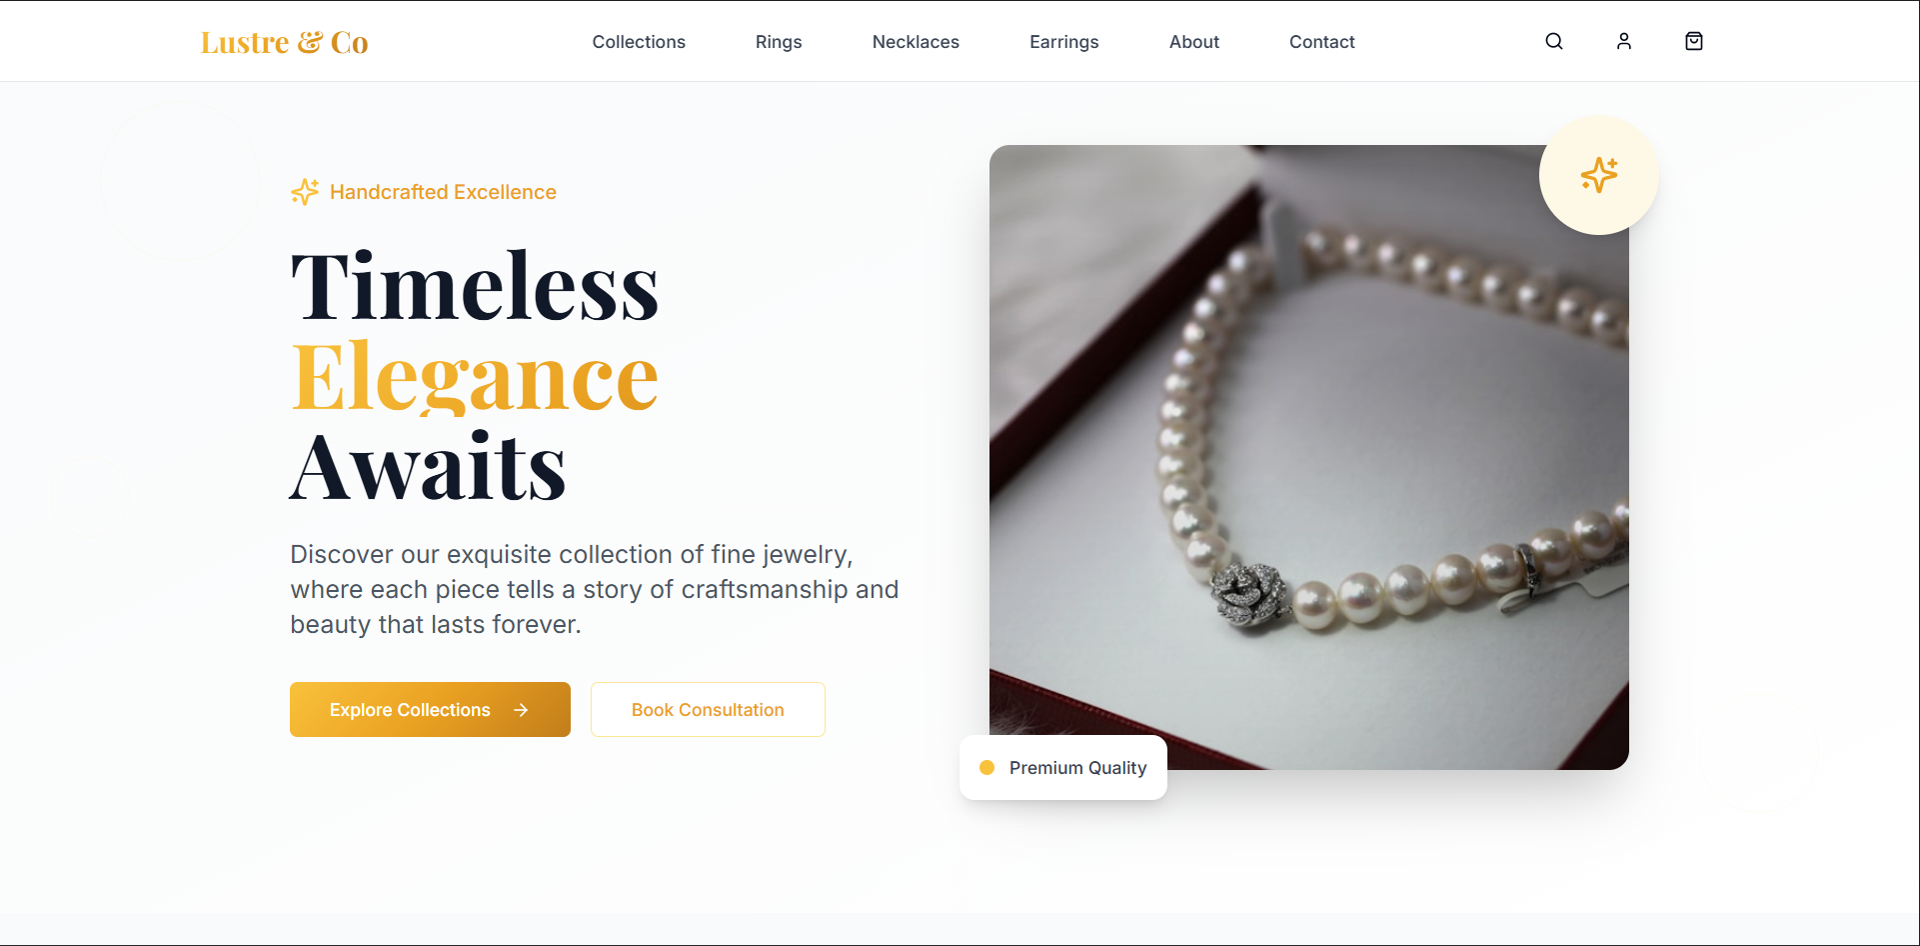 Lustre & Co
Collections
Rings
Necklaces
Earrings
About
Contact
Handcrafted Excellence
Timeless
Elegance
Awaits
Discover our exquisite collection of fine jewelry,
where each piece tells a story of craftsmanship and
beauty that lasts forever.
Explore Collections
Book Consultation
Premium Quality